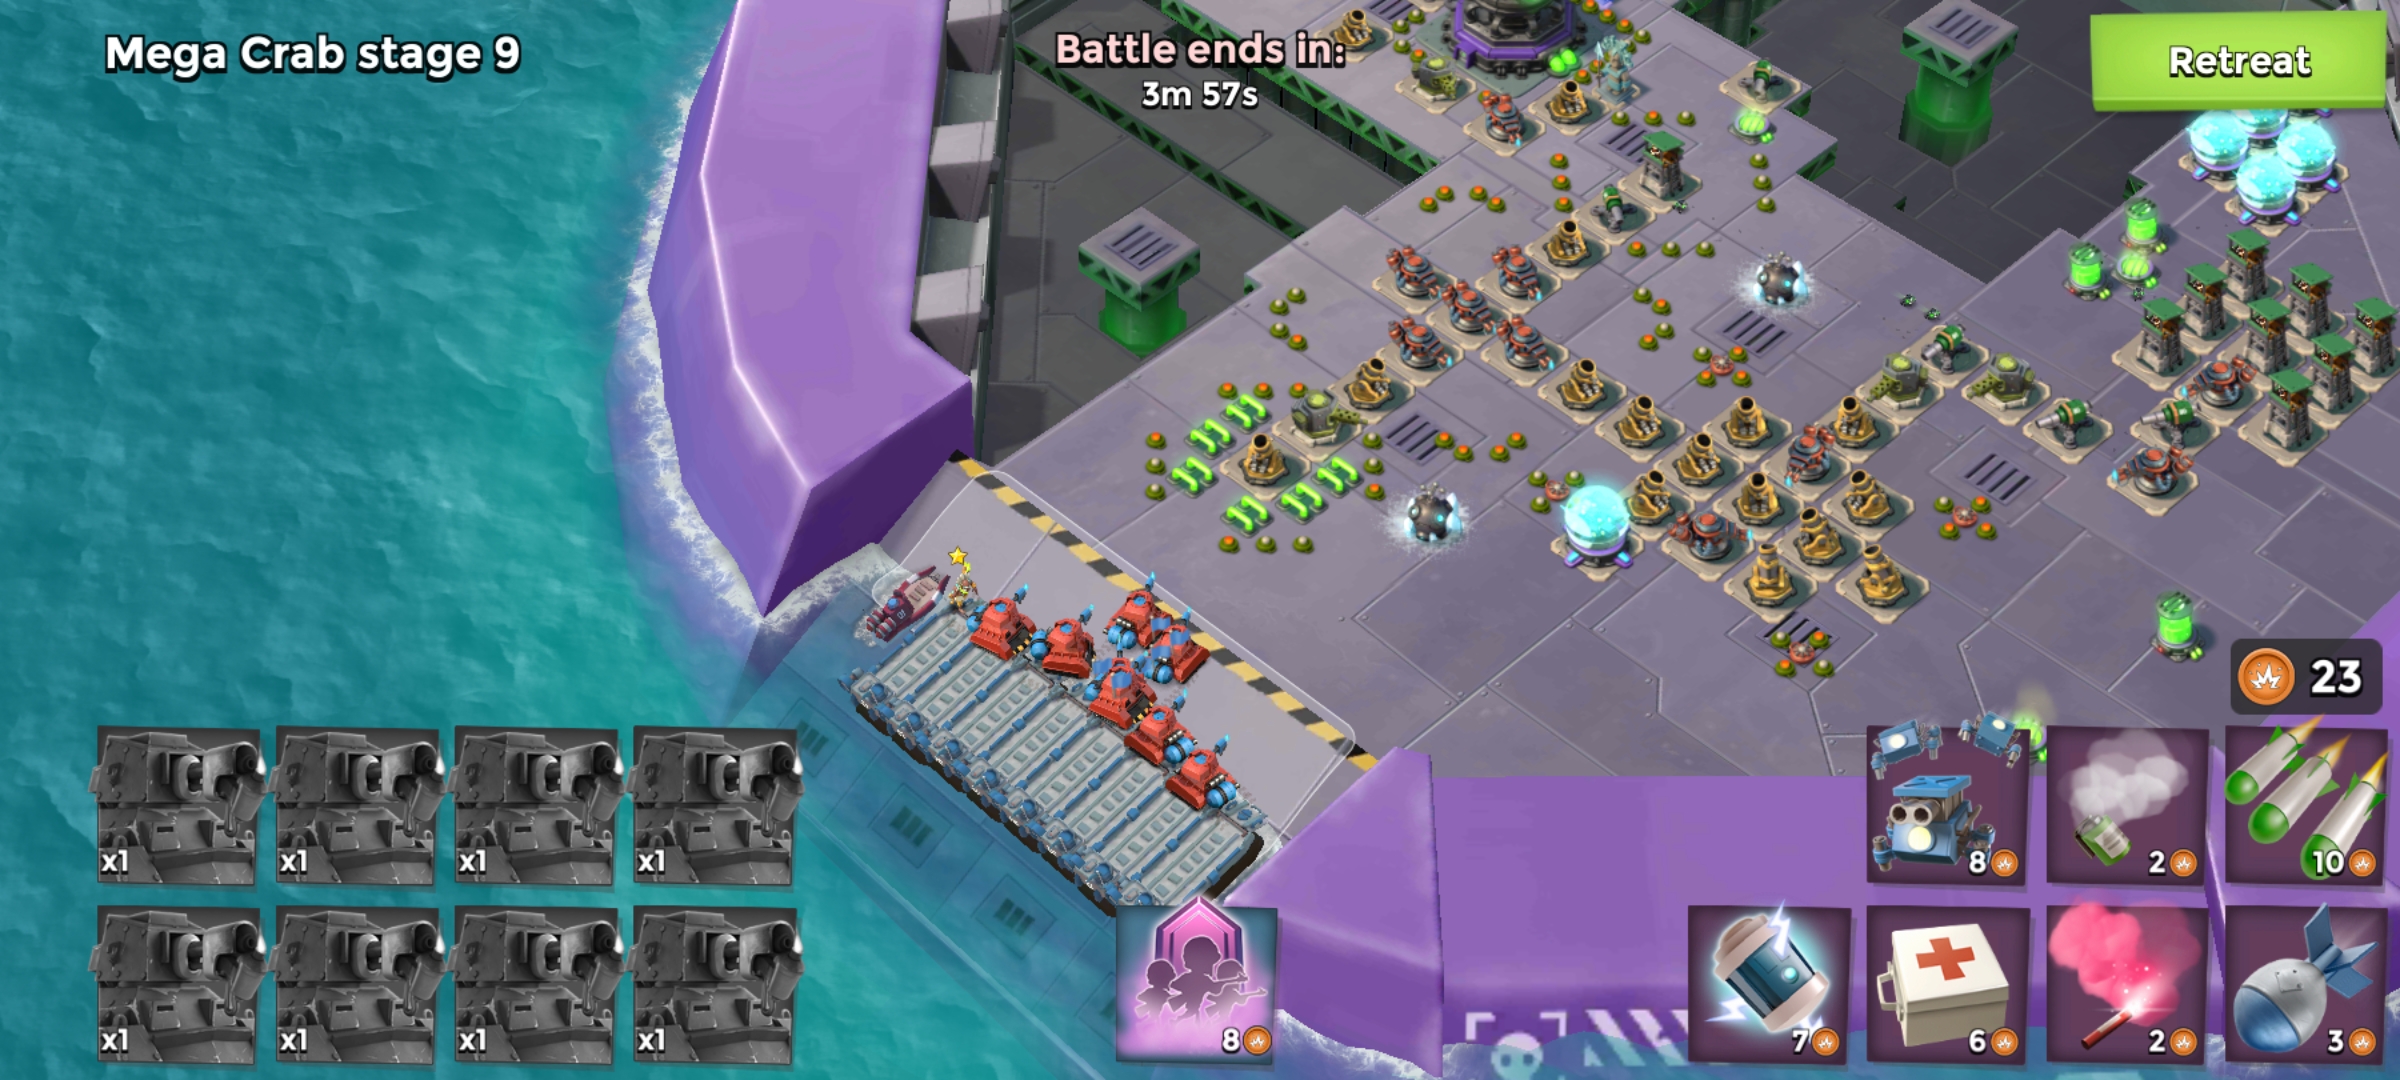 Mega Crab stage 9
Battle ends in:
3m 57s
Retreat
23
x1
x1
x1
x1
8
2
10
x1
x1
x1
x1
8
7
6
2
3